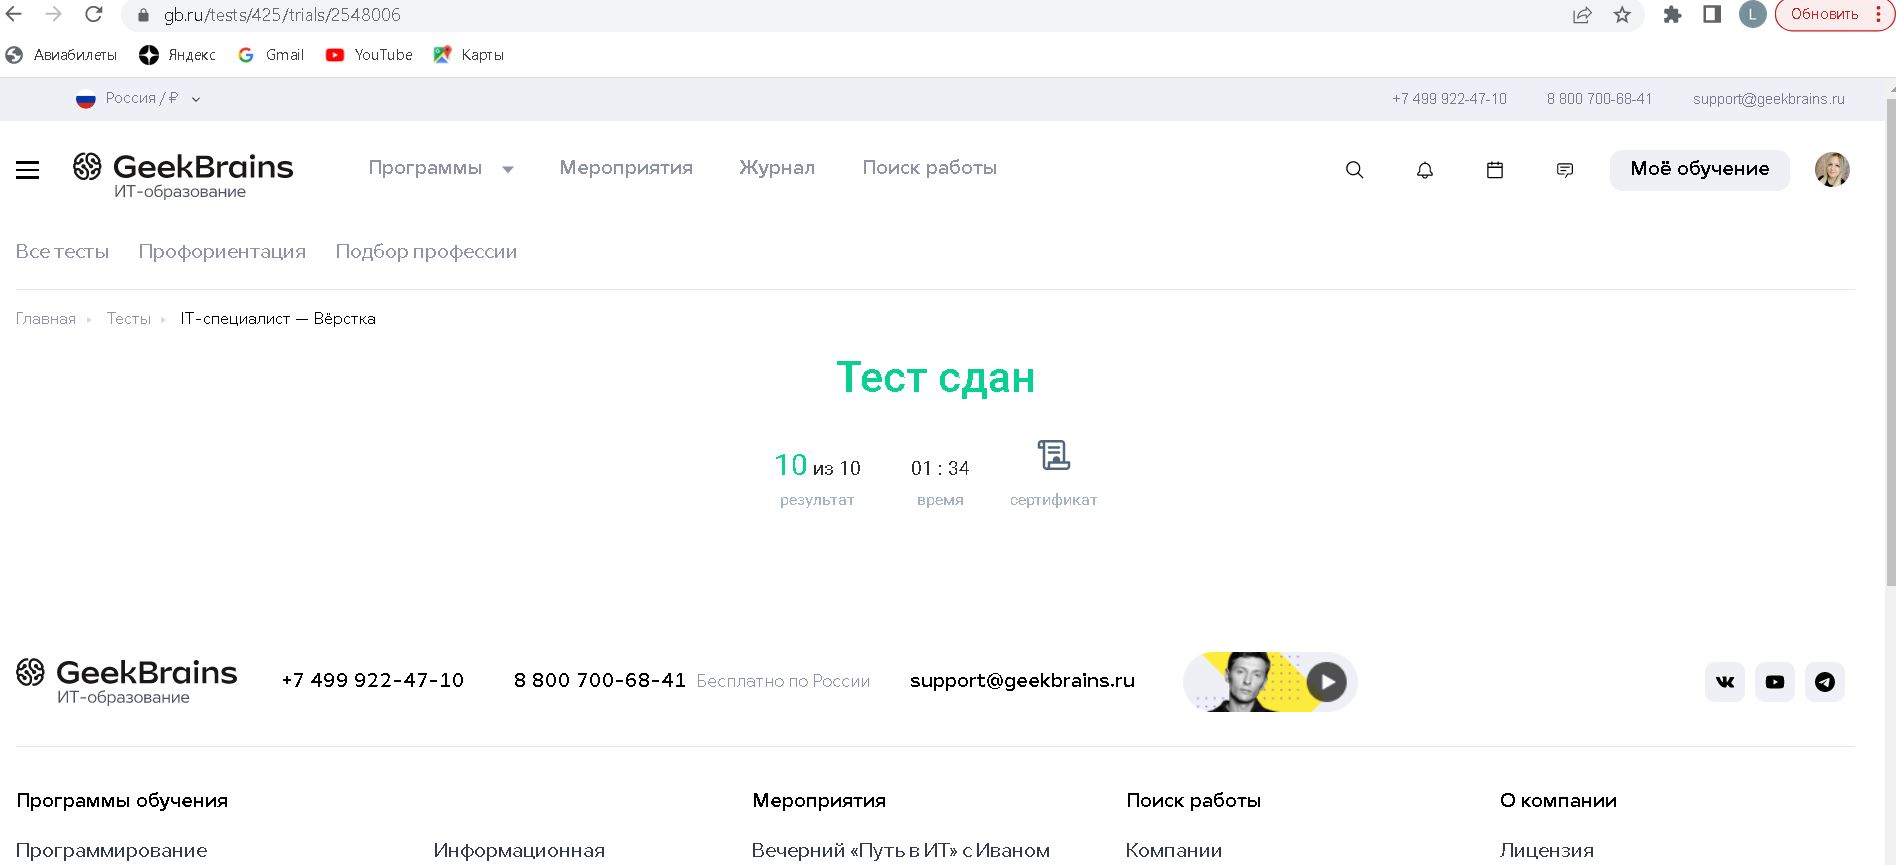 gb.ru/tests/425/trials/2548006
L
Обновить
Авиабилеты Яндекс Gmail YouTube Карты
Россия / ₽
+7 499 922-47-10 8 800 700-68-41 support@geekbrains.ru
GeekBrains
ИТ-образование
Программы Мероприятия Журнал Поиск работы
Моё обучение
Все тесты Профориентация Подбор профессии
Главная Тесты IT-специалист — Вёрстка
Тест сдан
10 из 10 01 : 34
результат время сертификат
GeekBrains
ИТ-образование
+7 499 922-47-10 8 800 700-68-41 Бесплатно по России support@geekbrains.ru
Программы обучения Мероприятия Поиск работы О компании
Программирование Информационная Вечерний «Путь в ИТ» с Иваном Компании Лицензия